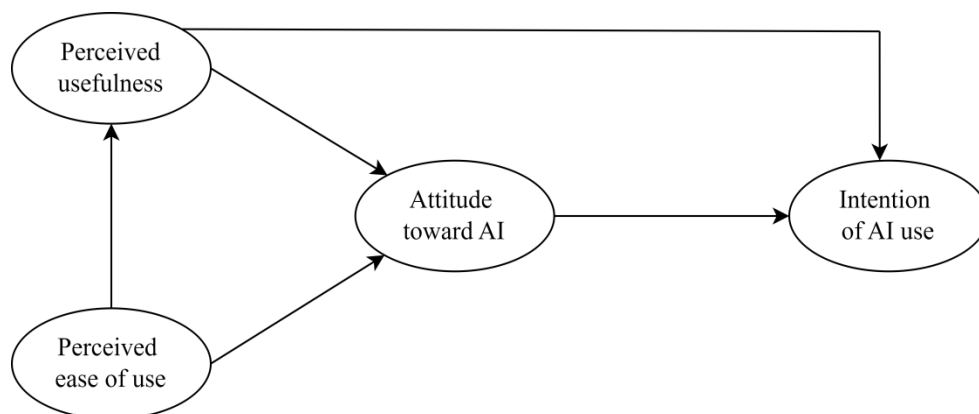 Perceived
usefulness
Attitude
toward AI
Intention
of AI use
Perceived
ease of use